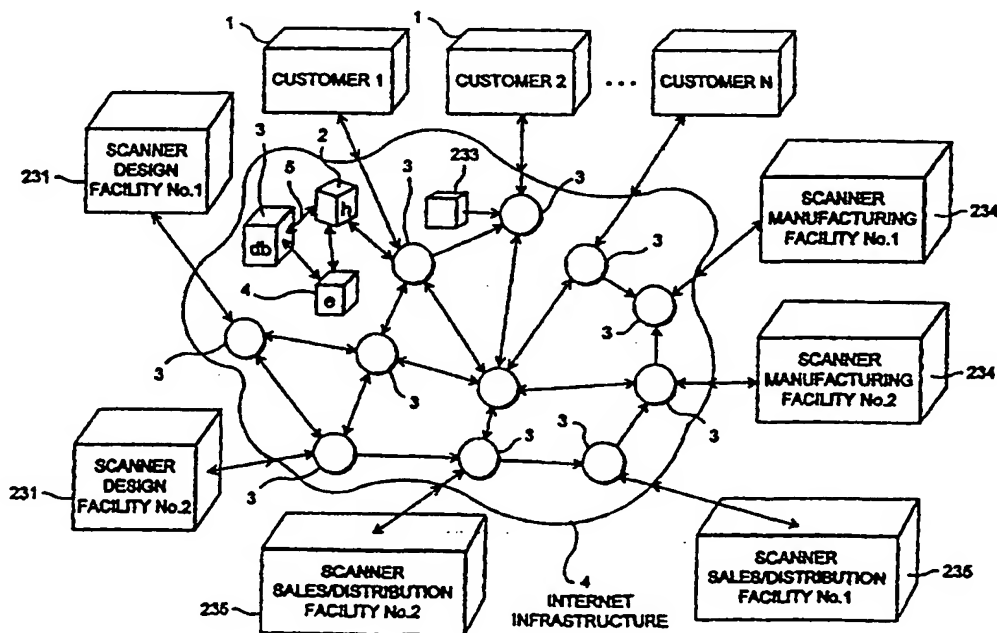 1
1
CUSTOMER 1
CUSTOMER 2
...
CUSTOMER N
231
SCANNER
DESIGN
FACILITY No.1
3
5
2
h
db
4
e
3
233
3
3
SCANNER
MANUFACTURING
FACILITY No.1
234
3
3
3
SCANNER
MANUFACTURING
FACILITY No.2
234
3
231
SCANNER
DESIGN
FACILITY No.2
3
3
3
SCANNER
SALES/DISTRIBUTION
FACILITY No.2
235
4
INTERNET
INFRASTRUCTURE
SCANNER
SALES/DISTRIBUTION
FACILITY No.1
235